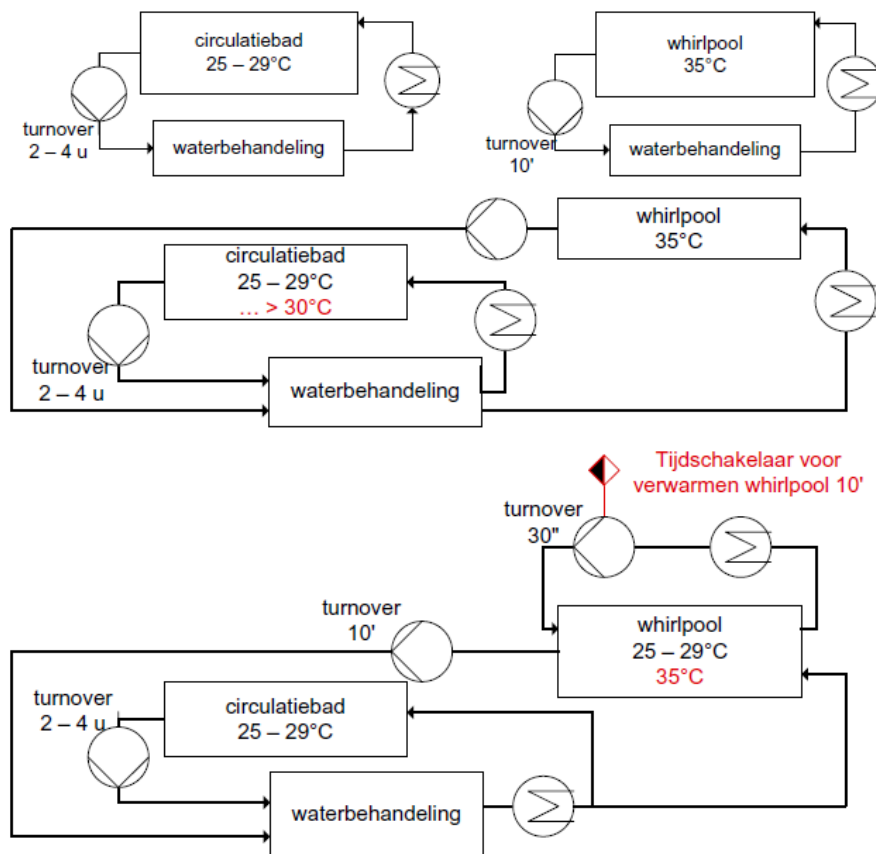 circulatiebad
25 – 29°C
turnover
2 – 4 u
waterbehandeling
whirlpool
35°C
turnover
10'
waterbehandeling
whirlpool
35°C
circulatiebad
25 – 29°C
… > 30°C
turnover
2 – 4 u
waterbehandeling
Tijdschakelaar voor
verwarmen whirlpool 10'
turnover
30"
whirlpool
25 – 29°C
35°C
turnover
10'
turnover
2 – 4 u
circulatiebad
25 – 29°C
waterbehandeling